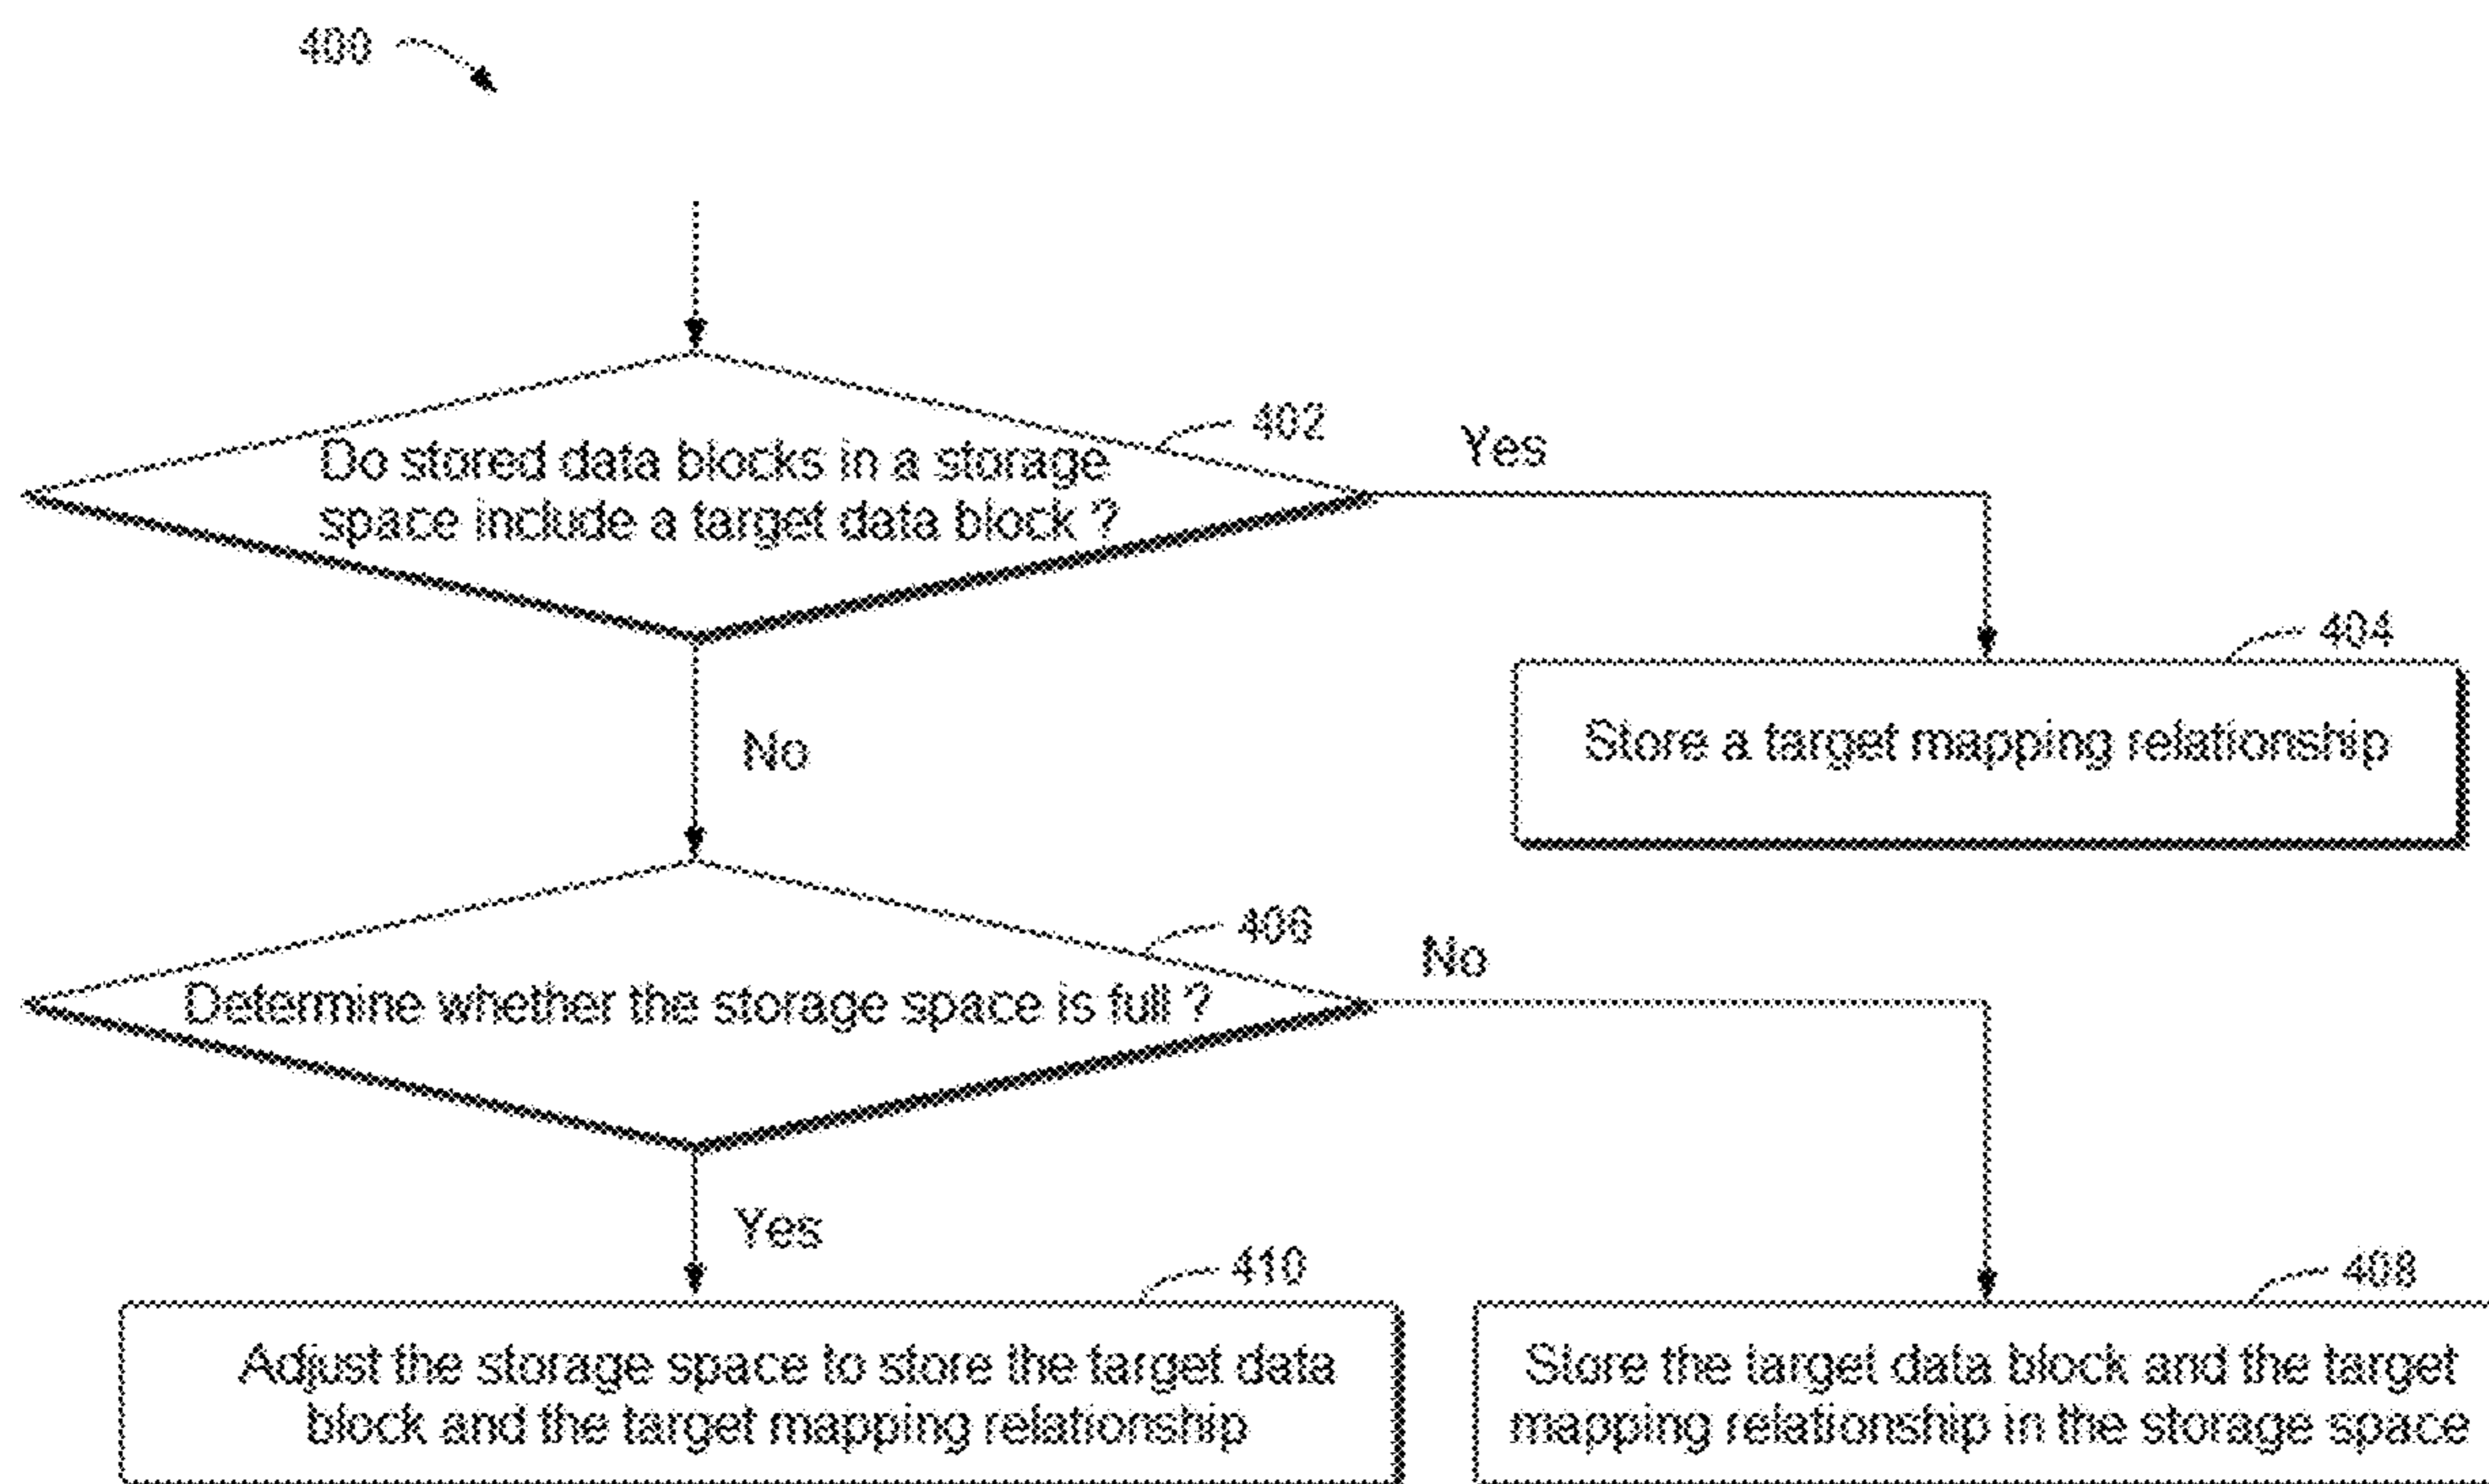 400
402
Do stored data blocks in a storage
space include a target data block ?
Yes
404
Store a target mapping relationship
No
406
Determine whether the storage space is full ?
No
Yes
410
Adjust the storage space to store the target data
block and the target mapping relationship
408
Store the target data block and the target
mapping relationship in the storage space